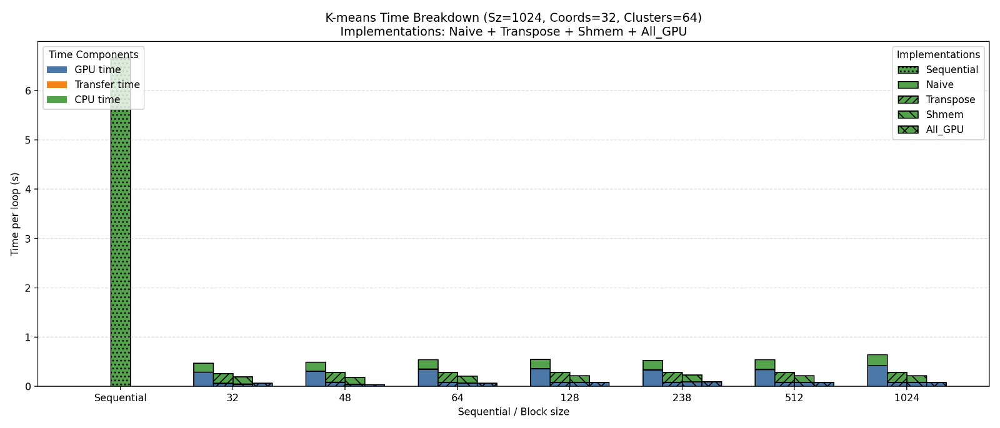 K-means Time Breakdown (Sz=1024, Coords=32, Clusters=64)
Implementations: Naive + Transpose + Shmem + All_GPU
Time Components
GPU time
Transfer time
CPU time
Implementations
Sequential
Naive
Transpose
Shmem
All_GPU
Time per loop (s)
6
5
4
3
2
1
0
Sequential 32 48 64 128 238 512 1024
Sequential / Block size